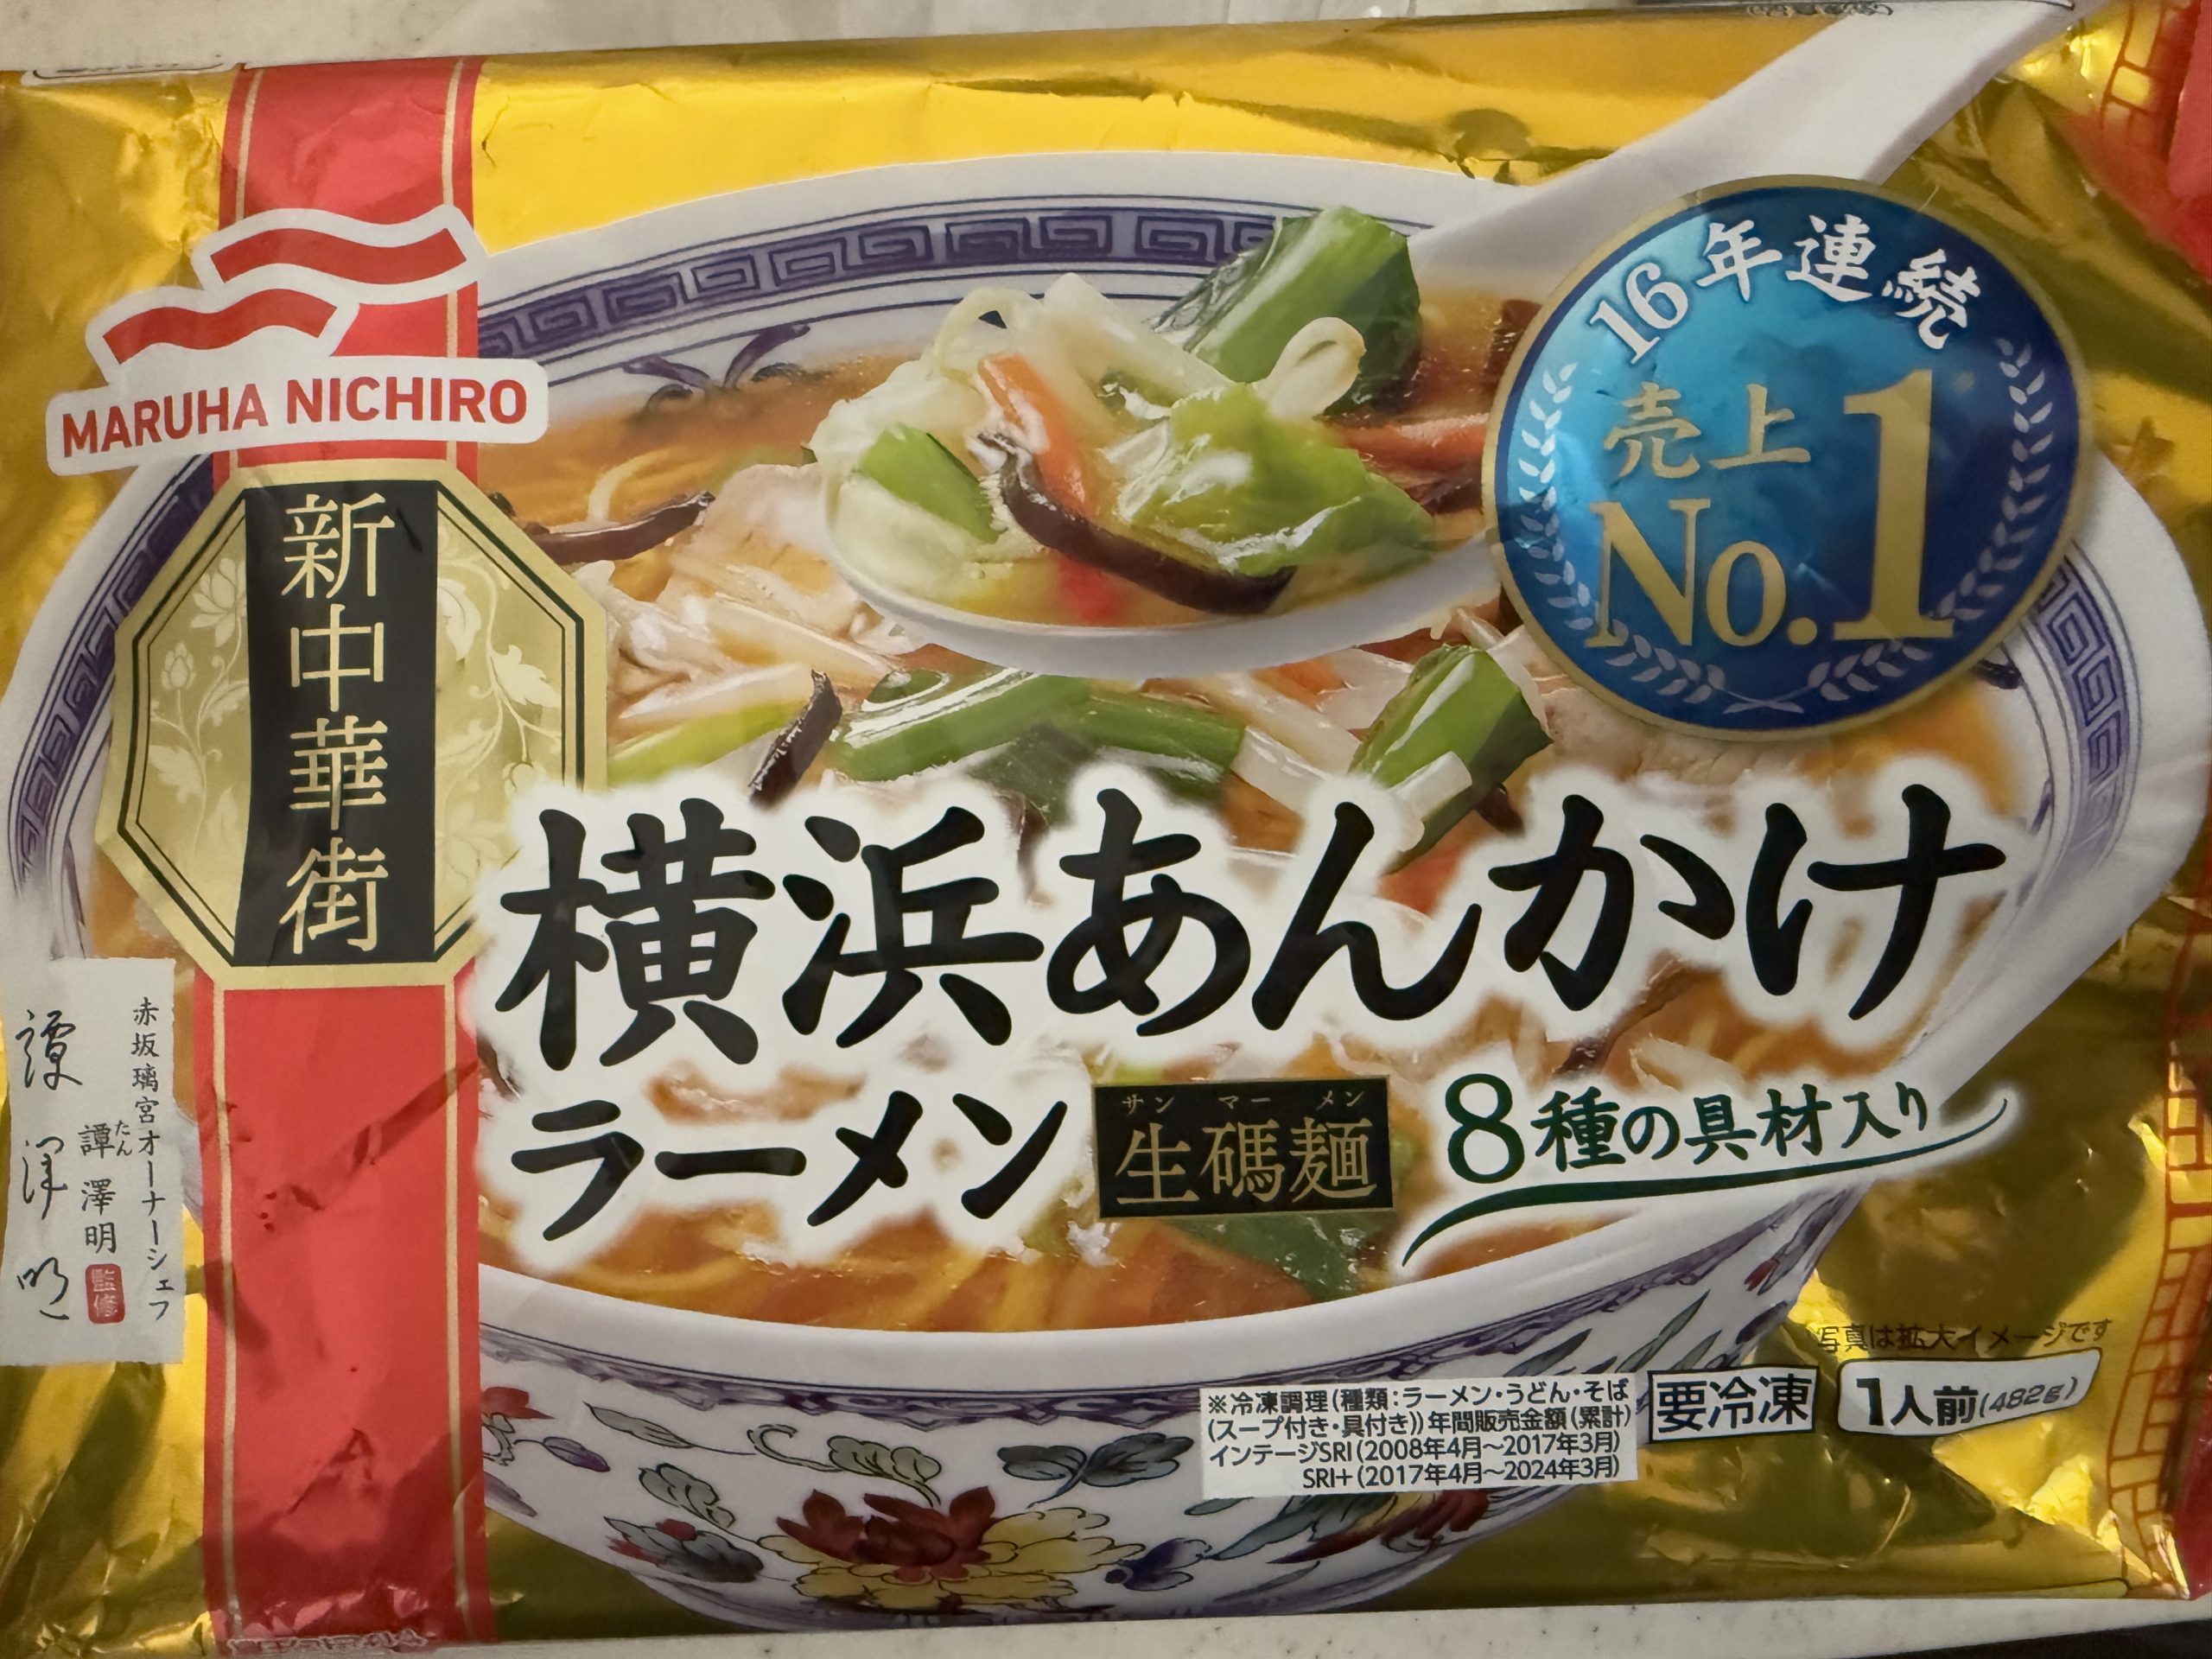 16年連続
売上
No.1
MARUHA NICHIRO
新中華街
横浜あんかけ
ラーメン
サンマーメン
生碼麺
8種の具材入り
赤坂璃宮オーナーシェフ
たん
譚澤明
監修
譚澤明
写真は拡大イメージです
※冷凍調理(種類:ラーメン・うどん・そば
(スープ付き・具付き))年間販売金額(累計)
インテージSRI(2008年4月~2017年3月)
SRI+(2017年4月~2024年3月)
要冷凍
1人前(482g)